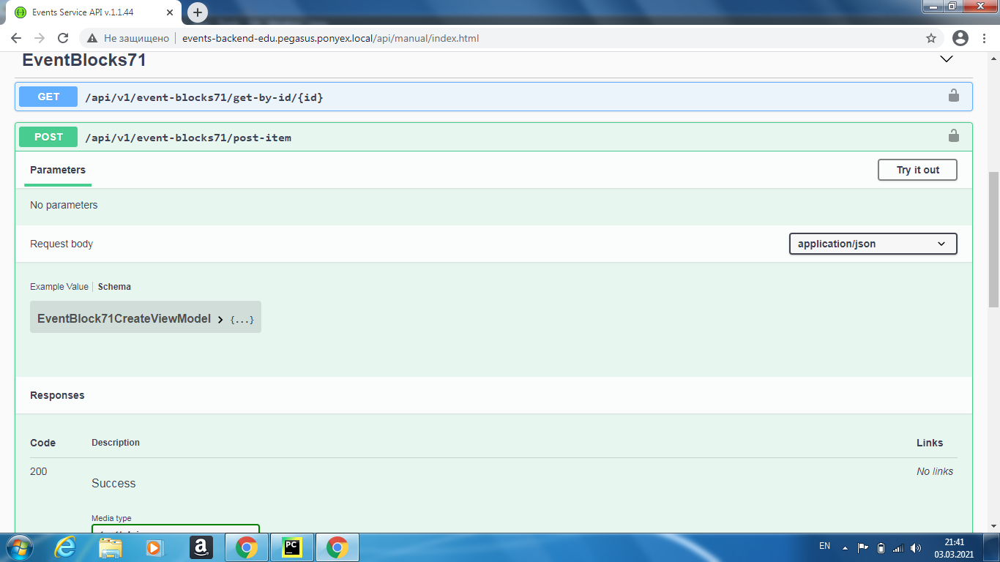 Events Service API v.1.1.44
Не защищено
events-backend-edu.pegasus.ponyex.local/api/manual/index.html
EventBlocks71
GET /api/v1/event-blocks71/get-by-id/{id}
POST /api/v1/event-blocks71/post-item
Parameters
Try it out
No parameters
Request body
application/json
Example Value
Schema
EventBlock71CreateViewModel > {...}
Responses
Code
Description
Links
200
Success
No links
Media type
PC
EN
21:41
03.03.2021